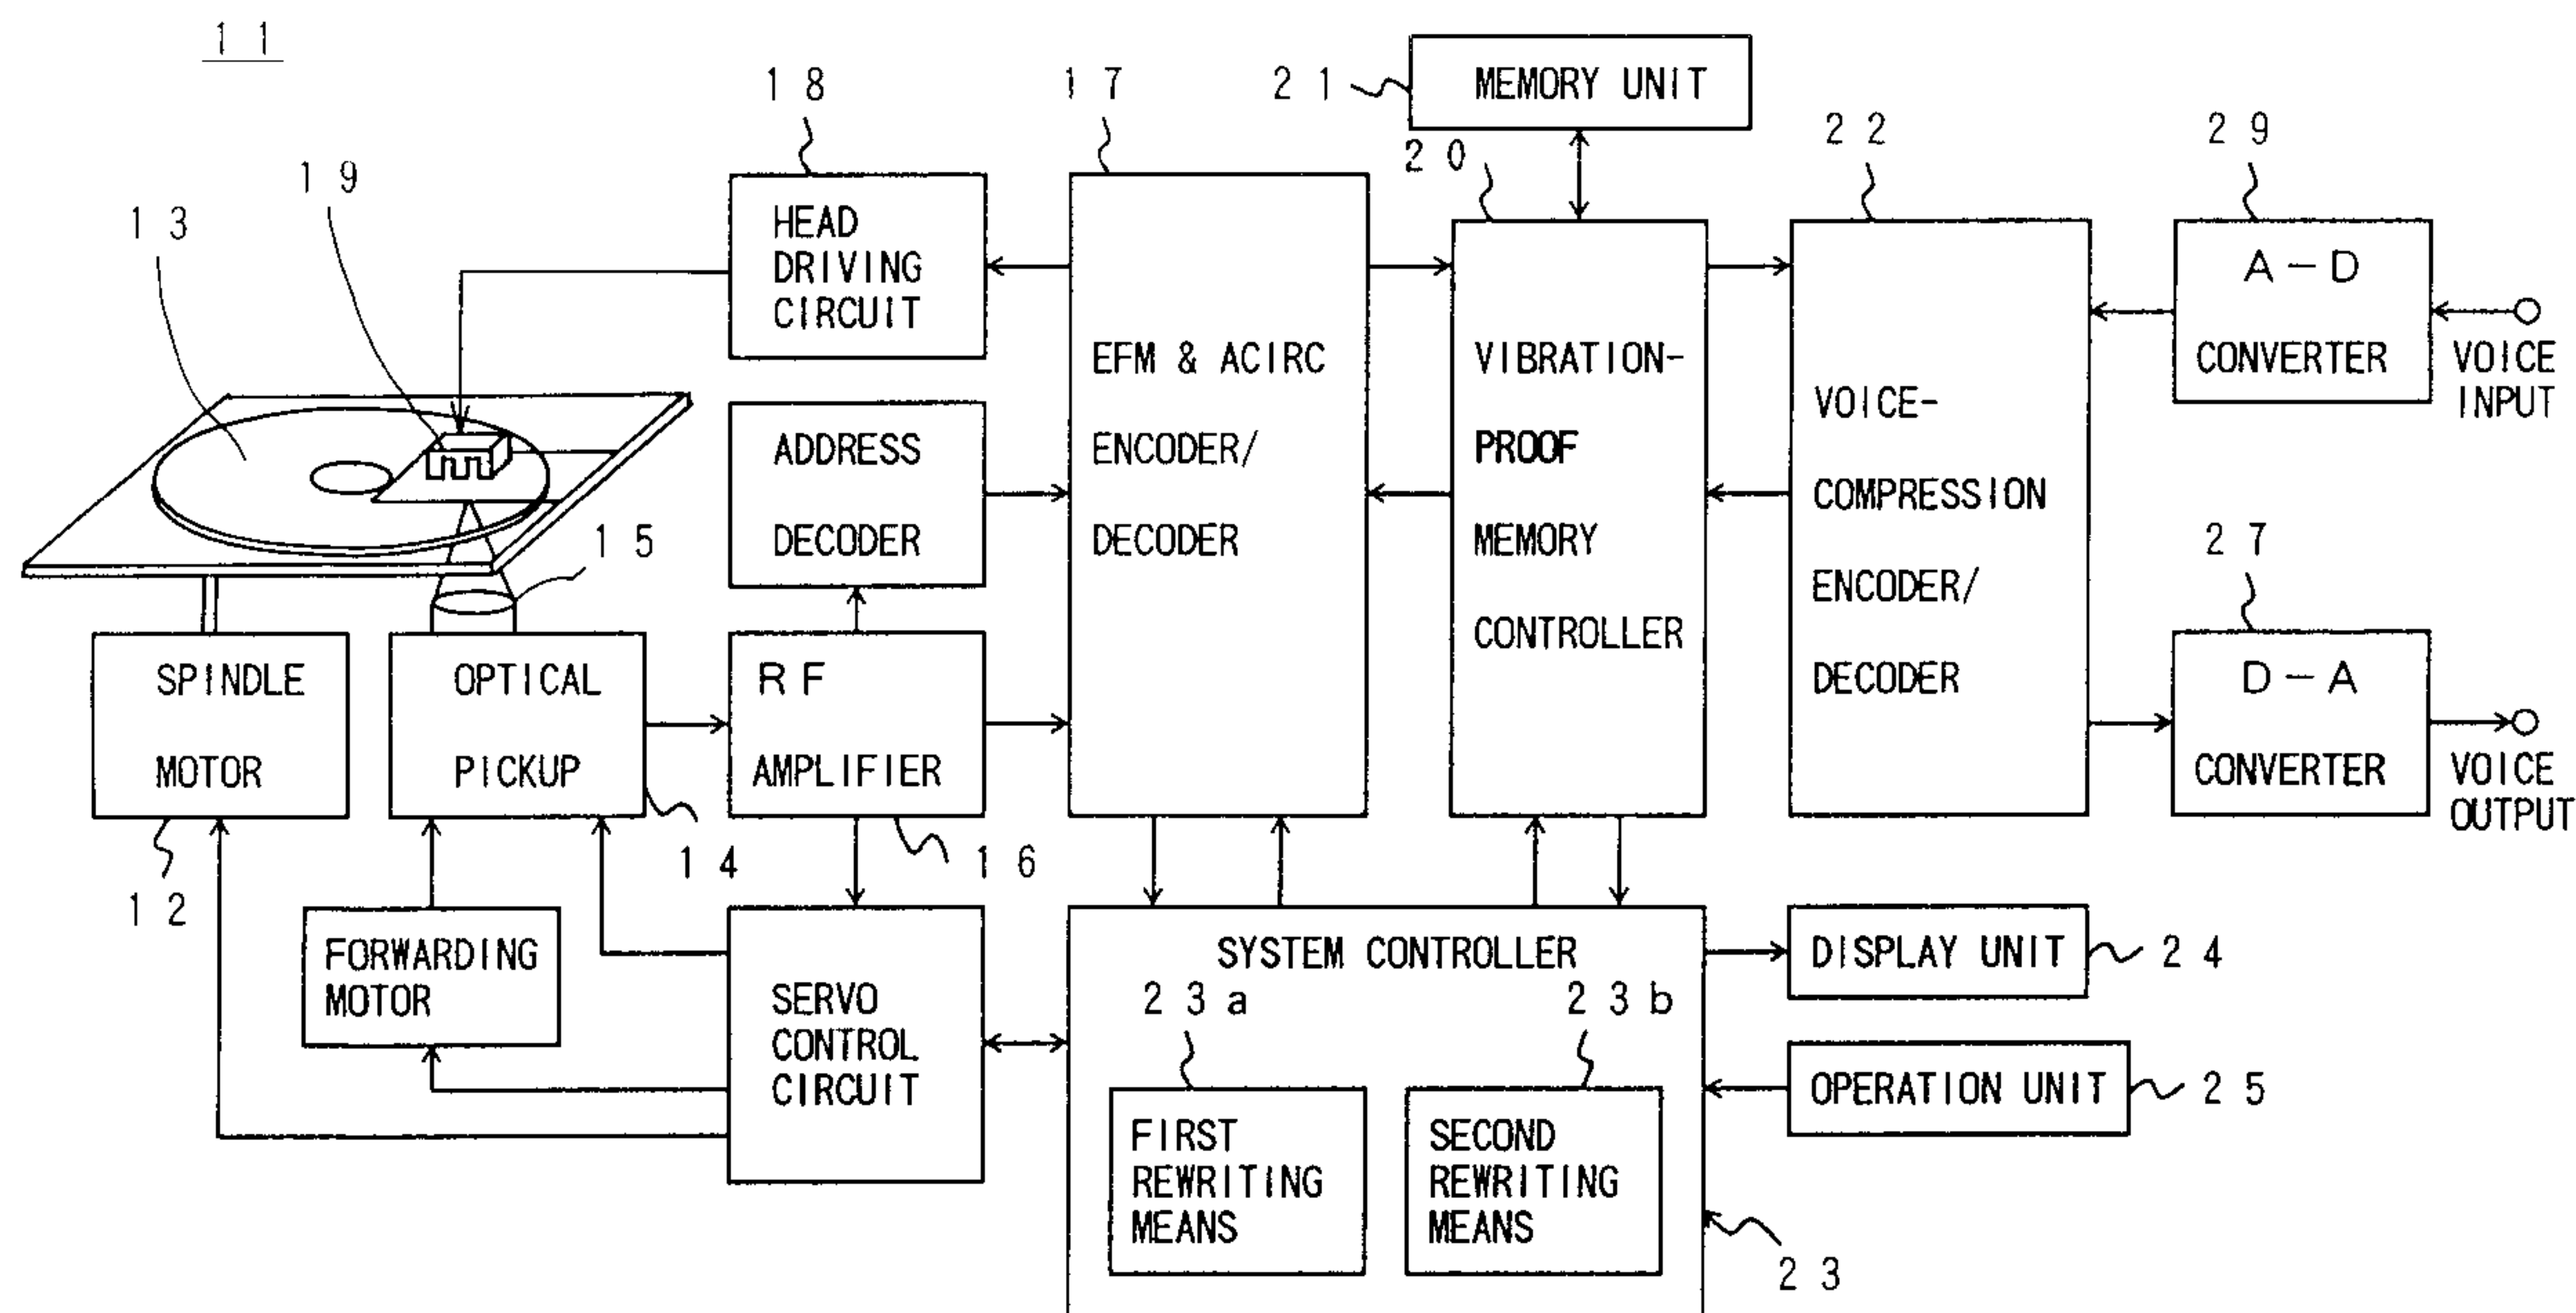 11
18
17
21
MEMORY UNIT
20
22
29
19
13
HEAD
DRIVING
CIRCUIT
A-D
CONVERTER
VOICE
INPUT
EFM & ACIRC
ENCODER/
DECODER
VIBRATION-
PROOF
MEMORY
CONTROLLER
VOICE-
COMPRESSION
ENCODER/
DECODER
ADDRESS
DECODER
15
27
SPINDLE
MOTOR
OPTICAL
PICKUP
RF
AMPLIFIER
D-A
CONVERTER
VOICE
OUTPUT
12
14
16
FORWARDING
MOTOR
SERVO
CONTROL
CIRCUIT
SYSTEM CONTROLLER
23a
23b
FIRST
REWRITING
MEANS
SECOND
REWRITING
MEANS
DISPLAY UNIT
24
OPERATION UNIT
25
23